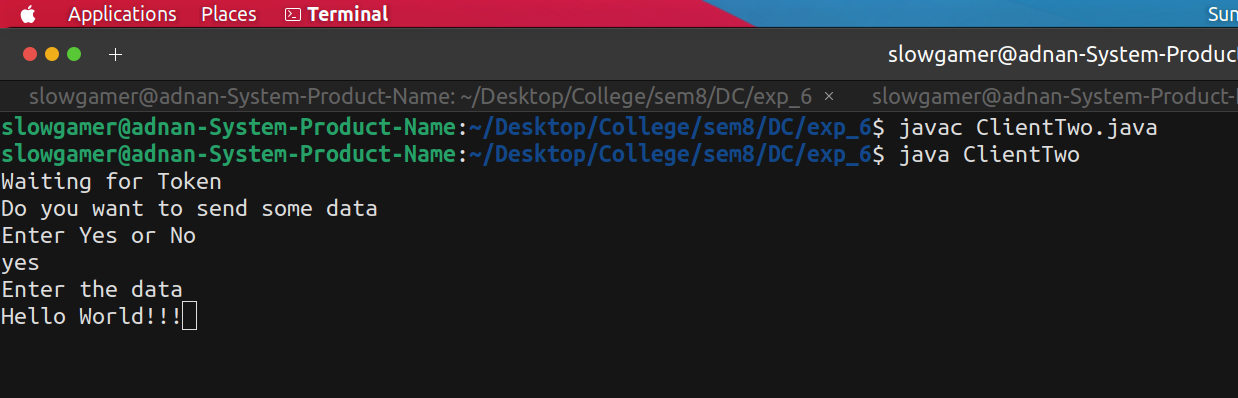 Applications Places Terminal Sun
slowgamer@adnan-System-Product
slowgamer@adnan-System-Product-Name: ~/Desktop/College/sem8/DC/exp_6 × slowgamer@adnan-System-Product-
slowgamer@adnan-System-Product-Name:~/Desktop/College/sem8/DC/exp_6$ javac ClientTwo.java
slowgamer@adnan-System-Product-Name:~/Desktop/College/sem8/DC/exp_6$ java ClientTwo
Waiting for Token
Do you want to send some data
Enter Yes or No
yes
Enter the data
Hello World!!!